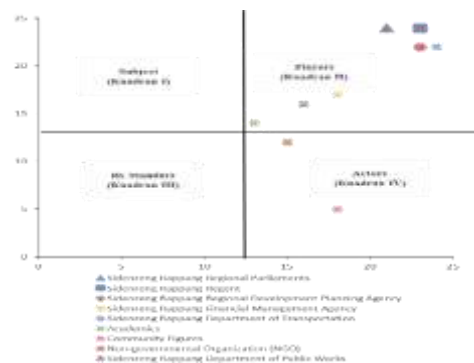 25
20
15
10
5
0
Subject
(Kuadran I)
Players
(Kuadran II)
By Standers
(Kuadran III)
Actors
(Kuadran IV)
0 5 10 15 20 25
Sidenreng Rappang Regional Parliaments
Sidenreng Rappang Regent
Sidenreng Rappang Regional Development Planning Agency
Sidenreng Rappang Financial Management Agency
Sidenreng Rappang Department of Transportation
Academics
Community Figures
Non-governmental Organization (NGO)
Sidenreng Rappang Department of Public Works